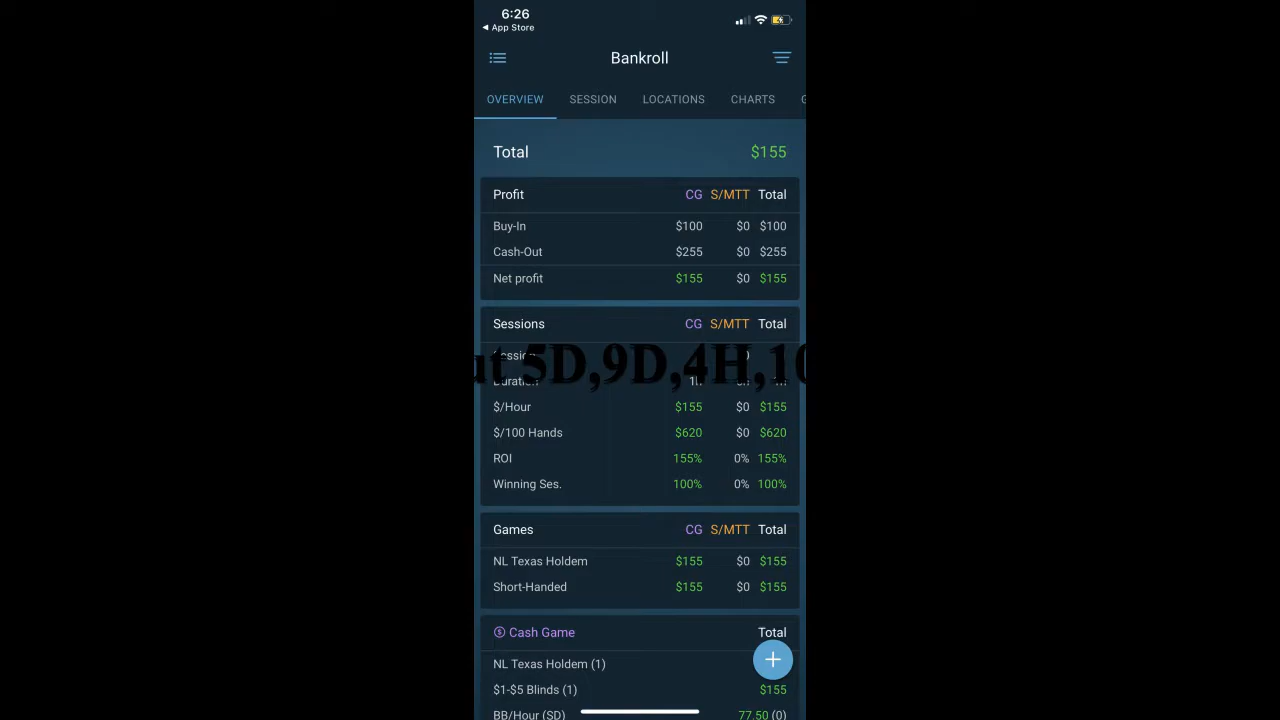 6:26
App Store
Bankroll
OVERVIEW SESSION LOCATIONS CHARTS
Total $155
Profit CG S/MTT Total
Buy-In $100 $0 $100
Cash-Out $255 $0 $255
Net profit $155 $0 $155
Sessions CG S/MTT Total
Session
5D,9D,4H,10
Duration 1h
$/Hour $155 $0 $155
$/100 Hands $620 $0 $620
ROI 155% 0% 155%
Winning Ses. 100% 0% 100%
Games CG S/MTT Total
NL Texas Holdem $155 $0 $155
Short-Handed $155 $0 $155
Cash Game Total
NL Texas Holdem (1)
$1-$5 Blinds (1) $155
BB/Hour (SD) 77.50 (0)